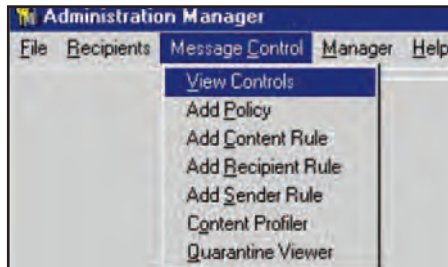 Administration Manager
File Recipients Message Control Manager Help
View Controls
Add Policy
Add Content Rule
Add Recipient Rule
Add Sender Rule
Content Profiler
Quarantine Viewer